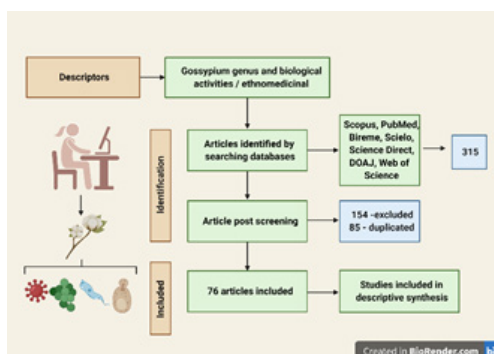 Descriptors
Gossypium genus and biological
activities / ethnomedicinal
Identification
Articles identified by
searching databases
Scopus, PubMed,
Bireme, Scielo,
Science Direct,
DOAJ, Web of
Science
315
Article post screening
154 -excluded
85 - duplicated
Included
76 articles included
Studies included in
descriptive synthesis
Created in BioRender.com